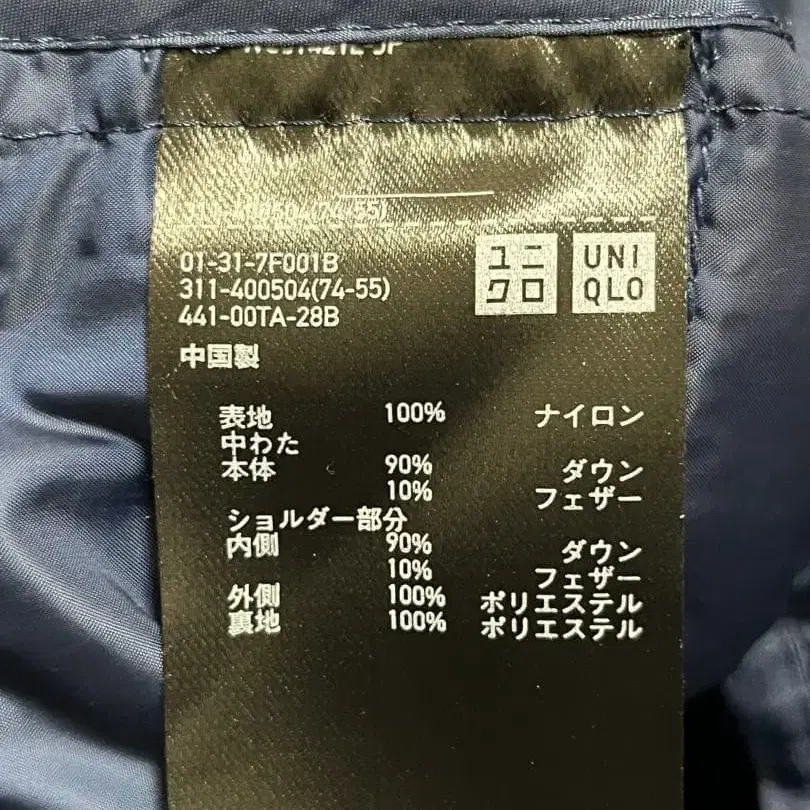 01-31-7F001B
311-400504(74-55)
441-00TA-28B
中国製
ユニ
クロ
UNI
QLO
表地 100% ナイロン
中わた
本体 90% ダウン
10% フェザー
ショルダー部分
内側 90% ダウン
10% フェザー
外側 100% ポリエステル
裏地 100% ポリエステル